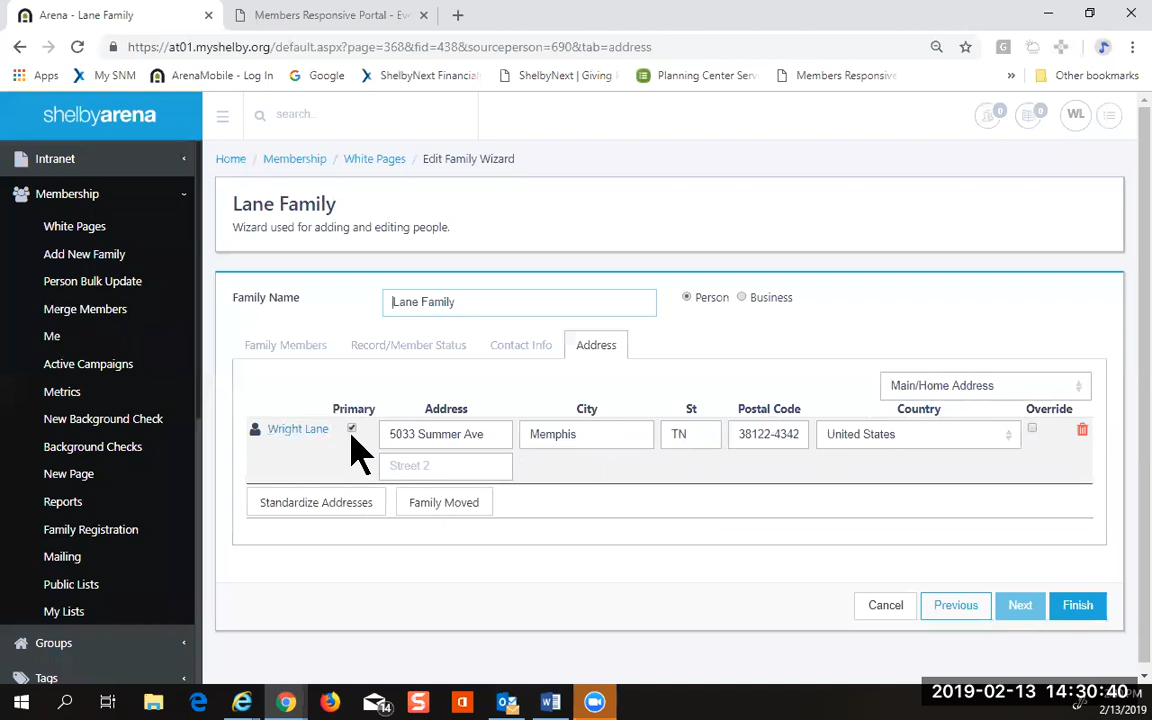 Arena - Lane Family
Members Responsive Portal - Ev
https://at01.myshelby.org/default.aspx?page=368&fid=438&sourceperson=690&tab=address
Apps
My SNM
ArenaMobile - Log In
Google
ShelbyNext Financial
ShelbyNext | Giving
Planning Center Serv
Members Responsive
»
Other bookmarks
shelbyarena
search...
0
0
WL
Intranet
Home / Membership / White Pages / Edit Family Wizard
Membership
White Pages
Add New Family
Person Bulk Update
Merge Members
Me
Active Campaigns
Metrics
New Background Check
Background Checks
New Page
Reports
Family Registration
Mailing
Public Lists
My Lists
Groups
Tags
Lane Family
Wizard used for adding and editing people.
Family Name
Lane Family
Person
Business
Family Members
Record/Member Status
Contact Info
Address
Main/Home Address
Primary Address City St Postal Code Country Override
Wright Lane 5033 Summer Ave Memphis TN 38122-4342 United States
Street 2
Standardize Addresses
Family Moved
Cancel
Previous
Next
Finish
14
2019-02-13 14:30:40
PM
2/13/2019